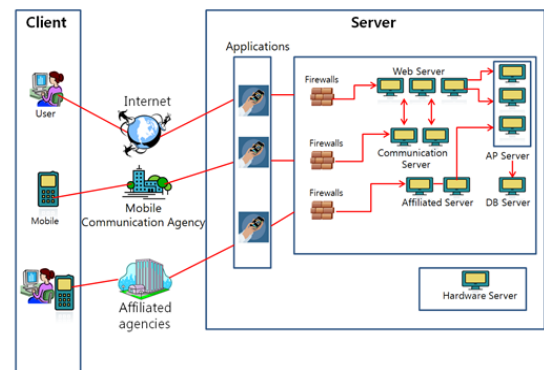 Client
Server
Applications
User
Internet
Firewalls
Web Server
Mobile
Mobile
Communication Agency
Firewalls
Communication
Server
AP Server
Firewalls
Affiliated Server
DB Server
Affiliated
agencies
Hardware Server